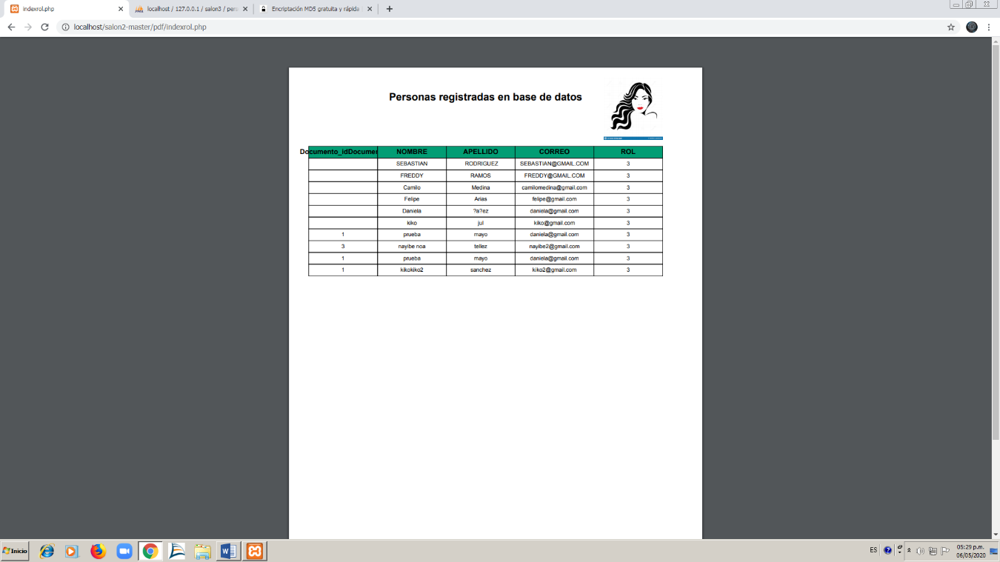 indexrol.php
localhost / 127.0.0.1 / salon3 / pers
Encriptación MD5 gratuita y rápida
localhost/salon2-master/pdf/indexrol.php
Personas registradas en base de datos
Documento_idDocumen NOMBRE APELLIDO CORREO ROL
SEBASTIAN RODRIGUEZ SEBASTIAN@GMAIL.COM 3
FREDDY RAMOS FREDDY@GMAIL.COM 3
Camilo Medina camilomedina@gmail.com 3
Felipe Arias felipe@gmail.com 3
Daniela ?a?ez daniela@gmail.com 3
kiko jul kiko@gmail.com 3
1 prueba mayo daniela@gmail.com 3
3 nayibe noa tellez nayibe2@gmail.com 3
1 prueba mayo daniela@gmail.com 3
1 kikokiko2 sanchez kiko2@gmail.com 3
Inicio
ES
05:29 p.m.
06/05/2020